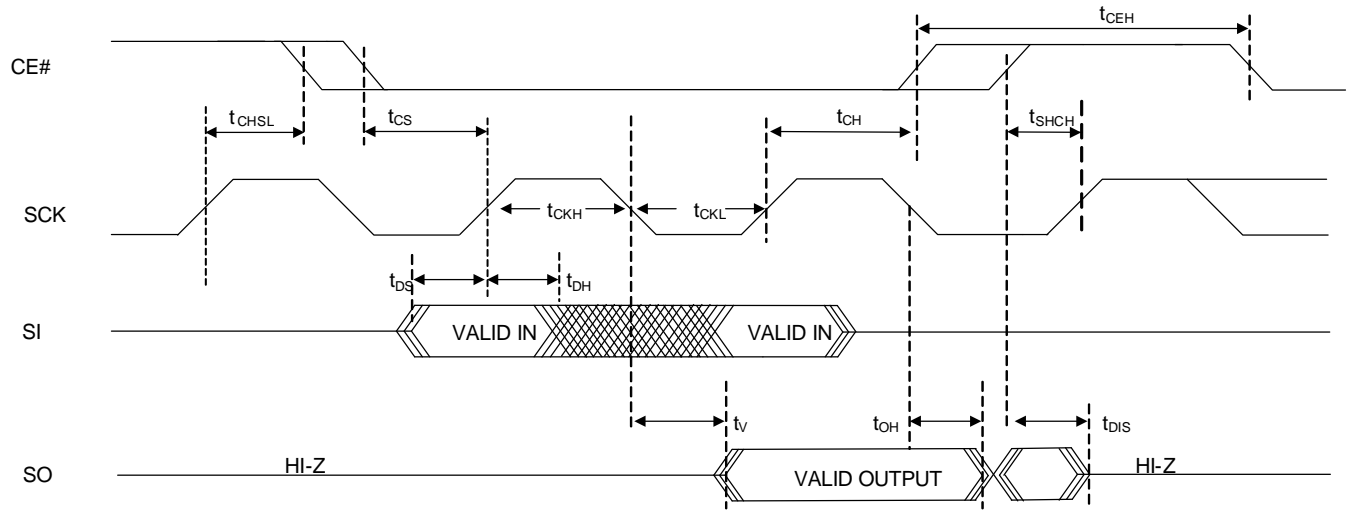 tCEH
CE#
tCHSL
tCS
tCH
tSHCH
SCK
tCKH
tCKL
tDS
tDH
SI
VALID IN
VALID IN
tV
tOH
tDIS
SO
HI-Z
VALID OUTPUT
HI-Z